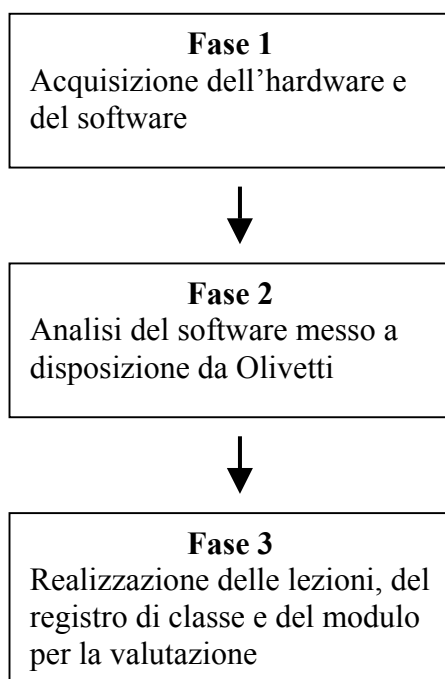 Fase 1
Acquisizione dell’hardware e
del software
Fase 2
Analisi del software messo a
disposizione da Olivetti
Fase 3
Realizzazione delle lezioni, del
registro di classe e del modulo
per la valutazione